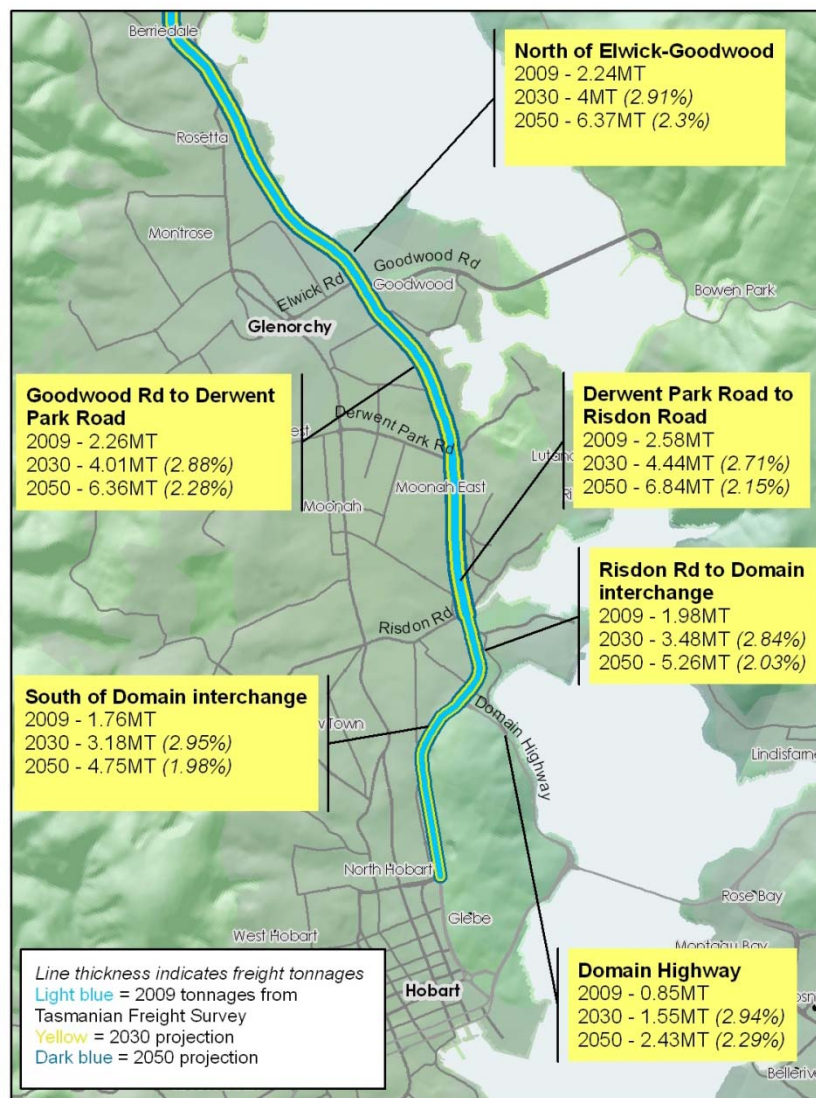 Berriedale
North of Elwick-Goodwood
2009 - 2.24MT
2030 - 4MT (2.91%)
2050 - 6.37MT (2.3%)
Rosetta
Montrose
Goodwood Rd
Elwick Rd
Goodwood
Bowen Park
Glenorchy
Goodwood Rd to Derwent
Park Road
2009 - 2.26MT
2030 - 4.01MT (2.88%)
2050 - 6.36MT (2.28%)
Derwent Park Road to
Risdon Road
2009 - 2.58MT
2030 - 4.44MT (2.71%)
2050 - 6.84MT (2.15%)
Derwent Park Rd
Moonah East
Moonah
Risdon Rd to Domain
interchange
2009 - 1.98MT
2030 - 3.48MT (2.84%)
2050 - 5.26MT (2.03%)
Risdon Rd
South of Domain interchange
2009 - 1.76MT
2030 - 3.18MT (2.95%)
2050 - 4.75MT (1.98%)
Town
Domain Highway
Lindisfarne
North Hobart
Glebe
Rose Bay
West Hobart
Montagu Bay
Hobart
Line thickness indicates freight tonnages
Light blue = 2009 tonnages from
Tasmanian Freight Survey
Yellow = 2030 projection
Dark blue = 2050 projection
Domain Highway
2009 - 0.85MT
2030 - 1.55MT (2.94%)
2050 - 2.43MT (2.29%)
Bellerive